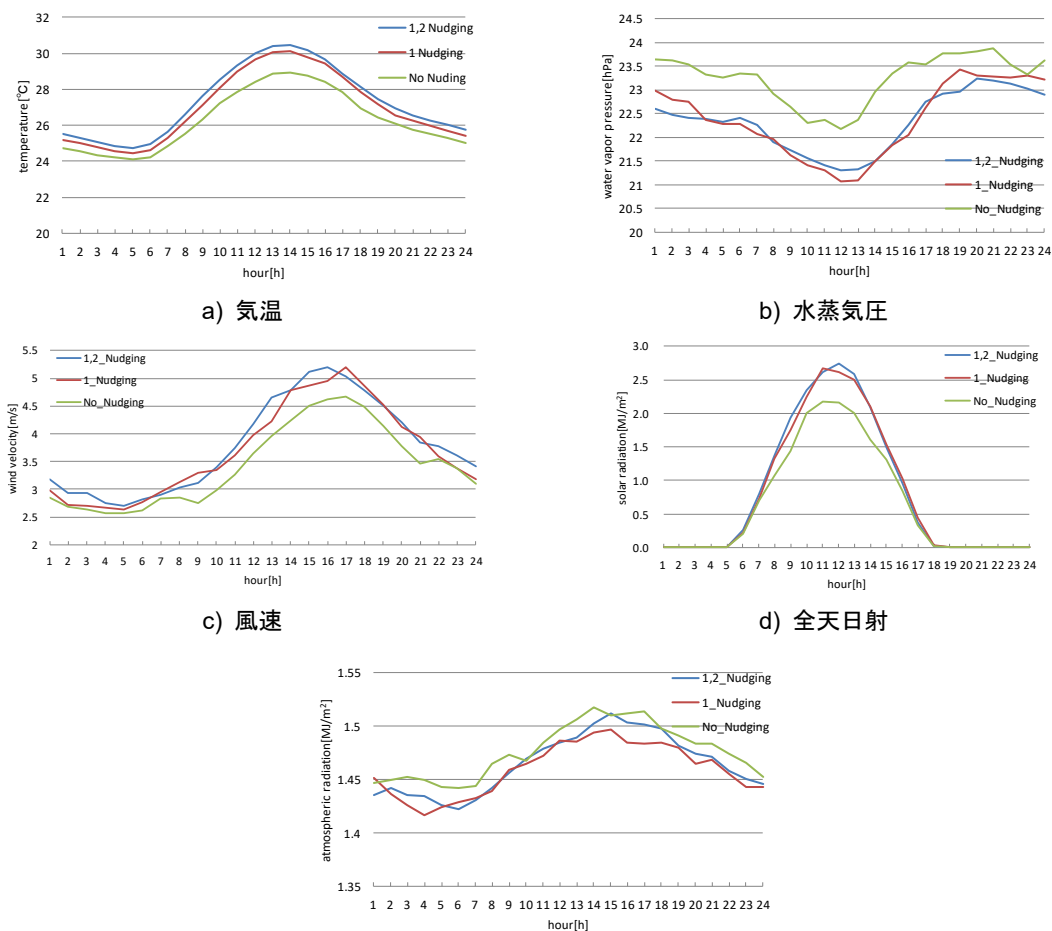 32
30
28
26
24
22
20
temperature[℃]
1,2 Nudging
1 Nudging
No Nuding
1 2 3 4 5 6 7 8 9 10 11 12 13 14 15 16 17 18 19 20 21 22 23 24
hour[h]
a) 気温
24.5
24
23.5
23
22.5
22
21.5
21
20.5
20
water vapor pressure[hPa]
1,2_Nudging
1_Nudging
No_Nudging
1 2 3 4 5 6 7 8 9 10 11 12 13 14 15 16 17 18 19 20 21 22 23 24
hour[h]
b) 水蒸気圧
5.5
5
4.5
4
3.5
3
2.5
2
wind velocity[m/s]
1,2_Nudging
1_Nudging
No_Nudging
1 2 3 4 5 6 7 8 9 10 11 12 13 14 15 16 17 18 19 20 21 22 23 24
hour[h]
c) 風速
3.0
2.5
2.0
1.5
1.0
0.5
0.0
solar radiation[MJ/m²]
1,2_Nudging
1_Nudging
No_Nudging
1 2 3 4 5 6 7 8 9 10 11 12 13 14 15 16 17 18 19 20 21 22 23 24
hour[h]
d) 全天日射
1.55
1.5
1.45
1.4
1.35
atmospheric radiation[MJ/m²]
1,2_Nudging
1_Nudging
No_Nudging
1 2 3 4 5 6 7 8 9 10 11 12 13 14 15 16 17 18 19 20 21 22 23 24
hour[h]